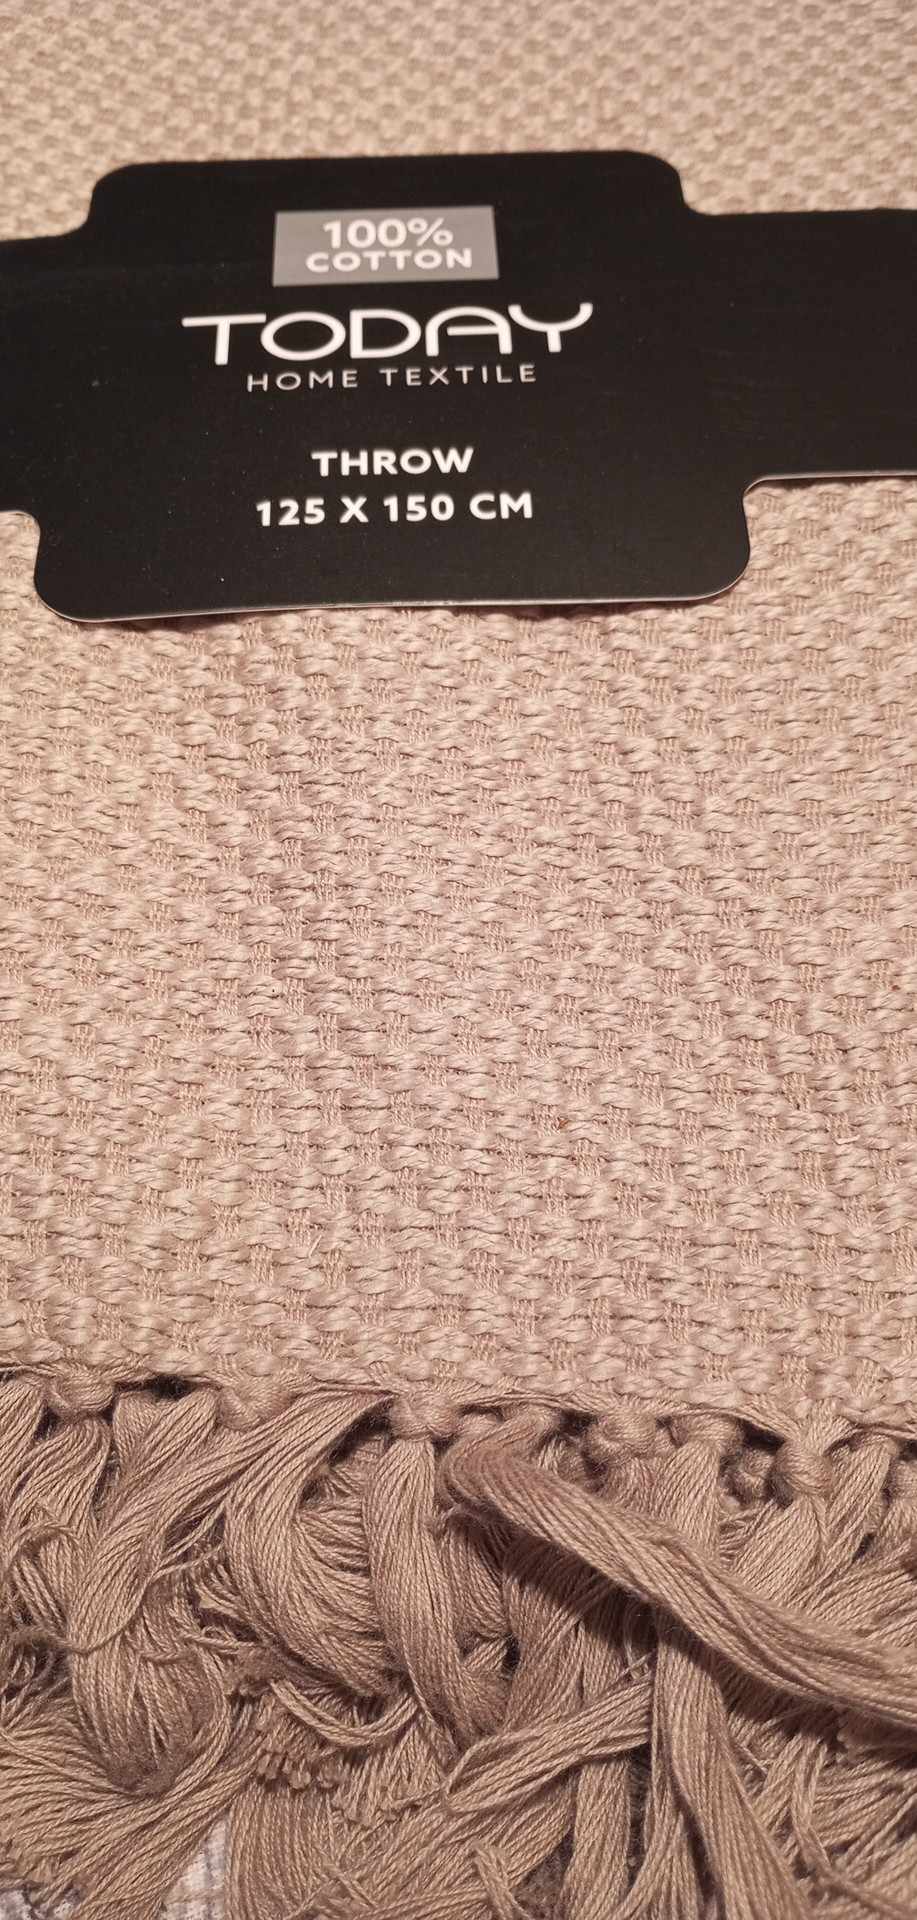 100%
COTTON
TODAY
HOME TEXTILE
THROW
125 X 150 CM